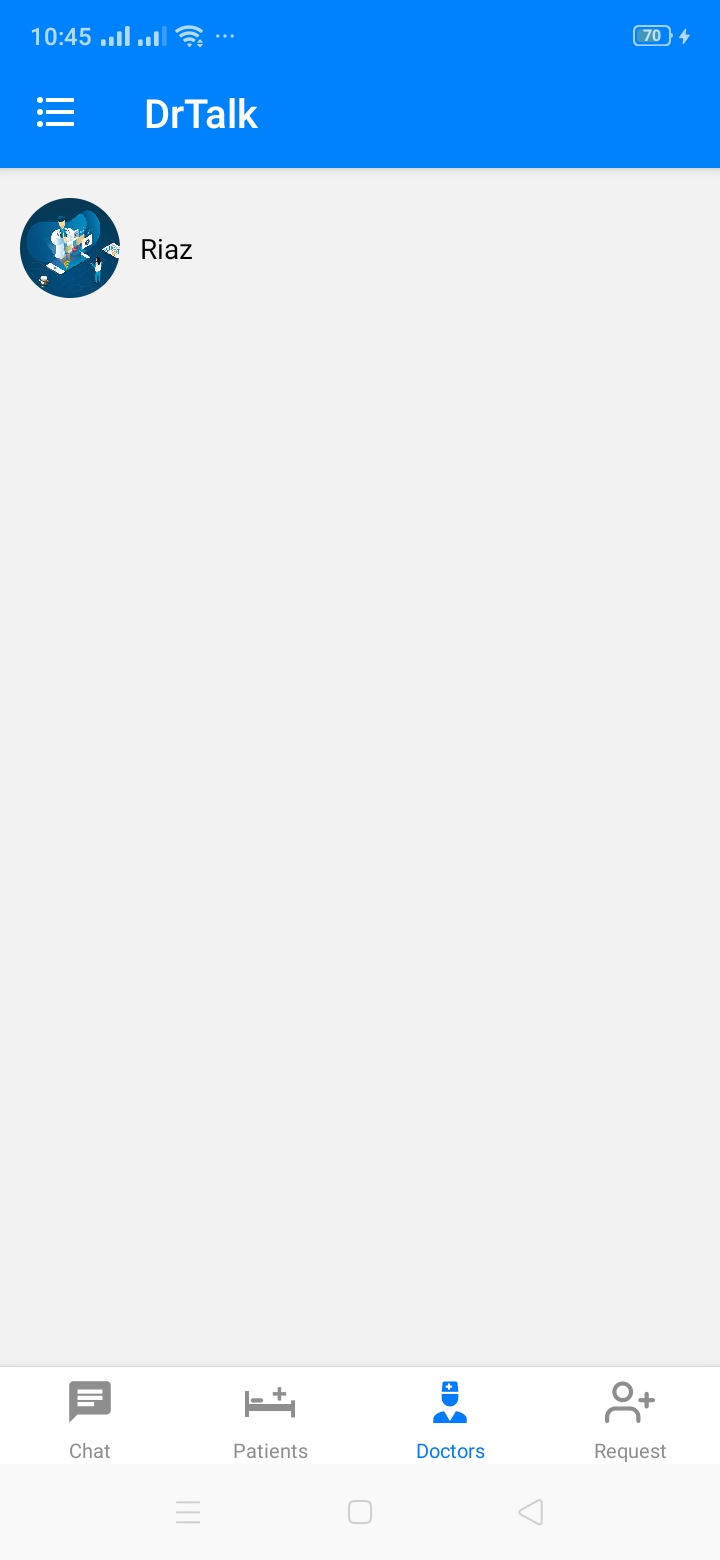 10:45
70
DrTalk
Riaz
Chat
Patients
Doctors
Request